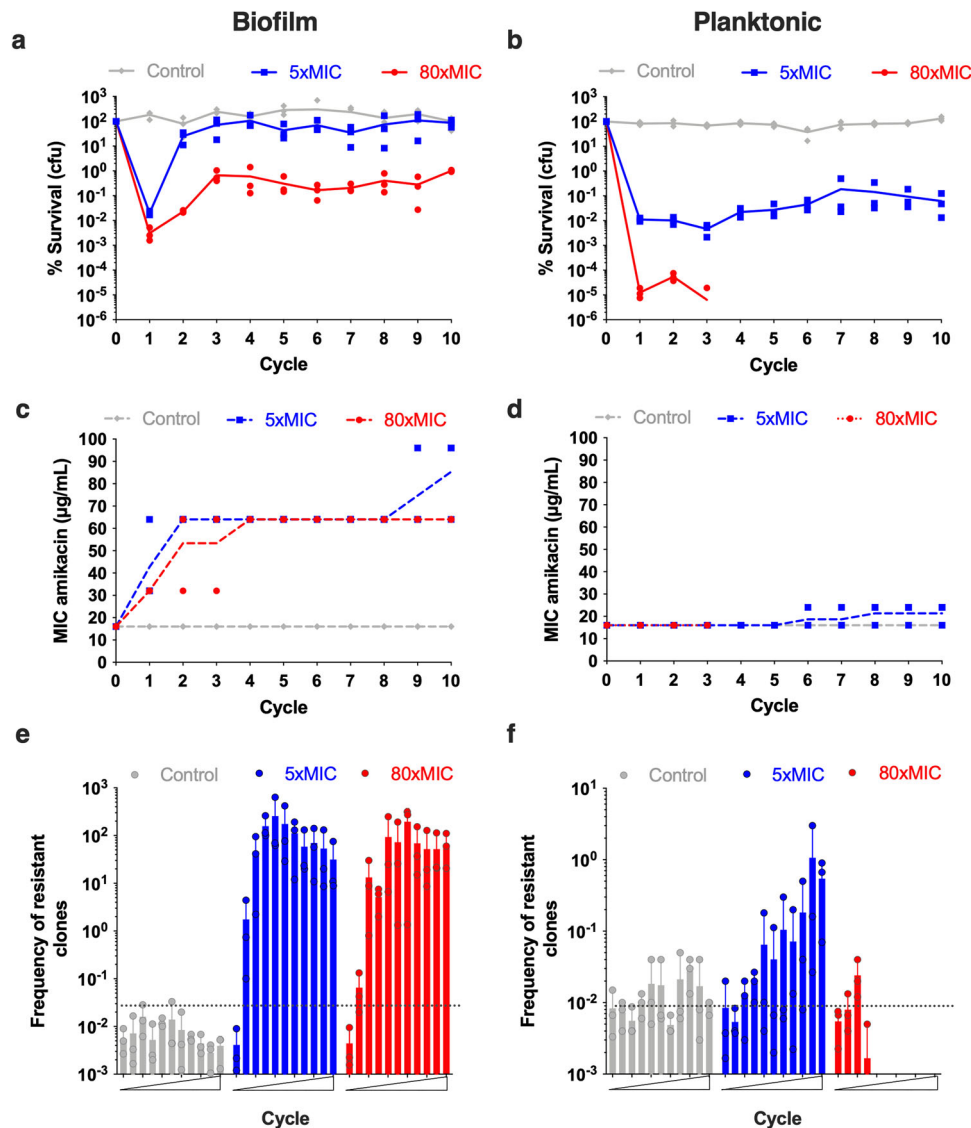 Biofilm
Planktonic
a
Control 5xMIC 80xMIC
% Survival (cfu)
10³
10²
10¹
10⁰
10⁻¹
10⁻²
10⁻³
10⁻⁴
10⁻⁵
10⁻⁶
0 1 2 3 4 5 6 7 8 9 10
Cycle
b
Control 5xMIC 80xMIC
% Survival (cfu)
10³
10²
10¹
10⁰
10⁻¹
10⁻²
10⁻³
10⁻⁴
10⁻⁵
10⁻⁶
0 1 2 3 4 5 6 7 8 9 10
Cycle
c
Control 5xMIC 80xMIC
MIC amikacin (µg/mL)
100
90
80
70
60
50
40
30
20
10
0
0 1 2 3 4 5 6 7 8 9 10
Cycle
d
Control 5xMIC 80xMIC
MIC amikacin (µg/mL)
100
90
80
70
60
50
40
30
20
10
0
0 1 2 3 4 5 6 7 8 9 10
Cycle
e
Control 5xMIC 80xMIC
Frequency of resistant
clones
10³
10²
10¹
10⁰
10⁻¹
10⁻²
10⁻³
Cycle
f
Control 5xMIC 80xMIC
Frequency of resistant
clones
10¹
10⁰
10⁻¹
10⁻²
10⁻³
Cycle